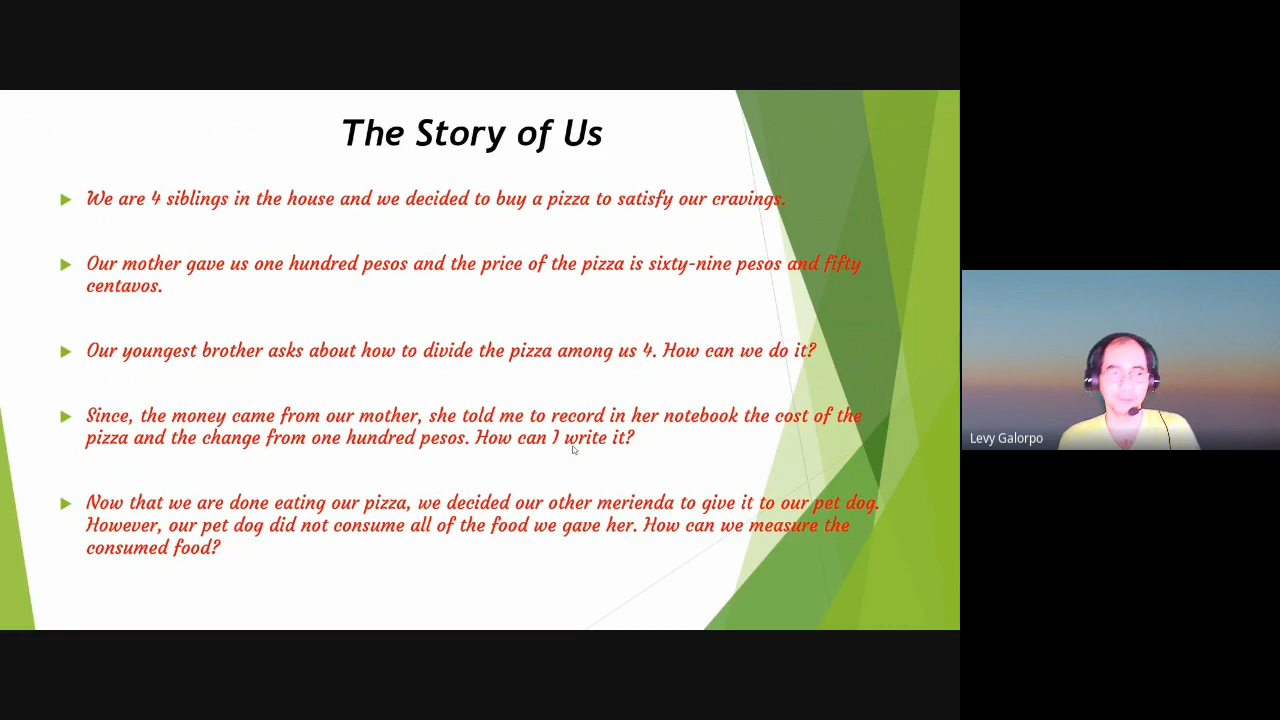 The Story of Us
We are 4 siblings in the house and we decided to buy a pizza to satisfy our cravings.
Our mother gave us one hundred pesos and the price of the pizza is sixty-nine pesos and fifty
centavos.
Our youngest brother asks about how to divide the pizza among us 4. How can we do it?
Since, the money came from our mother, she told me to record in her notebook the cost of the
pizza and the change from one hundred pesos. How can I write it?
Now that we are done eating our pizza, we decided our other merienda to give it to our pet dog.
However, our pet dog did not consume all of the food we gave her. How can we measure the
consumed food?
Levy Galorpo